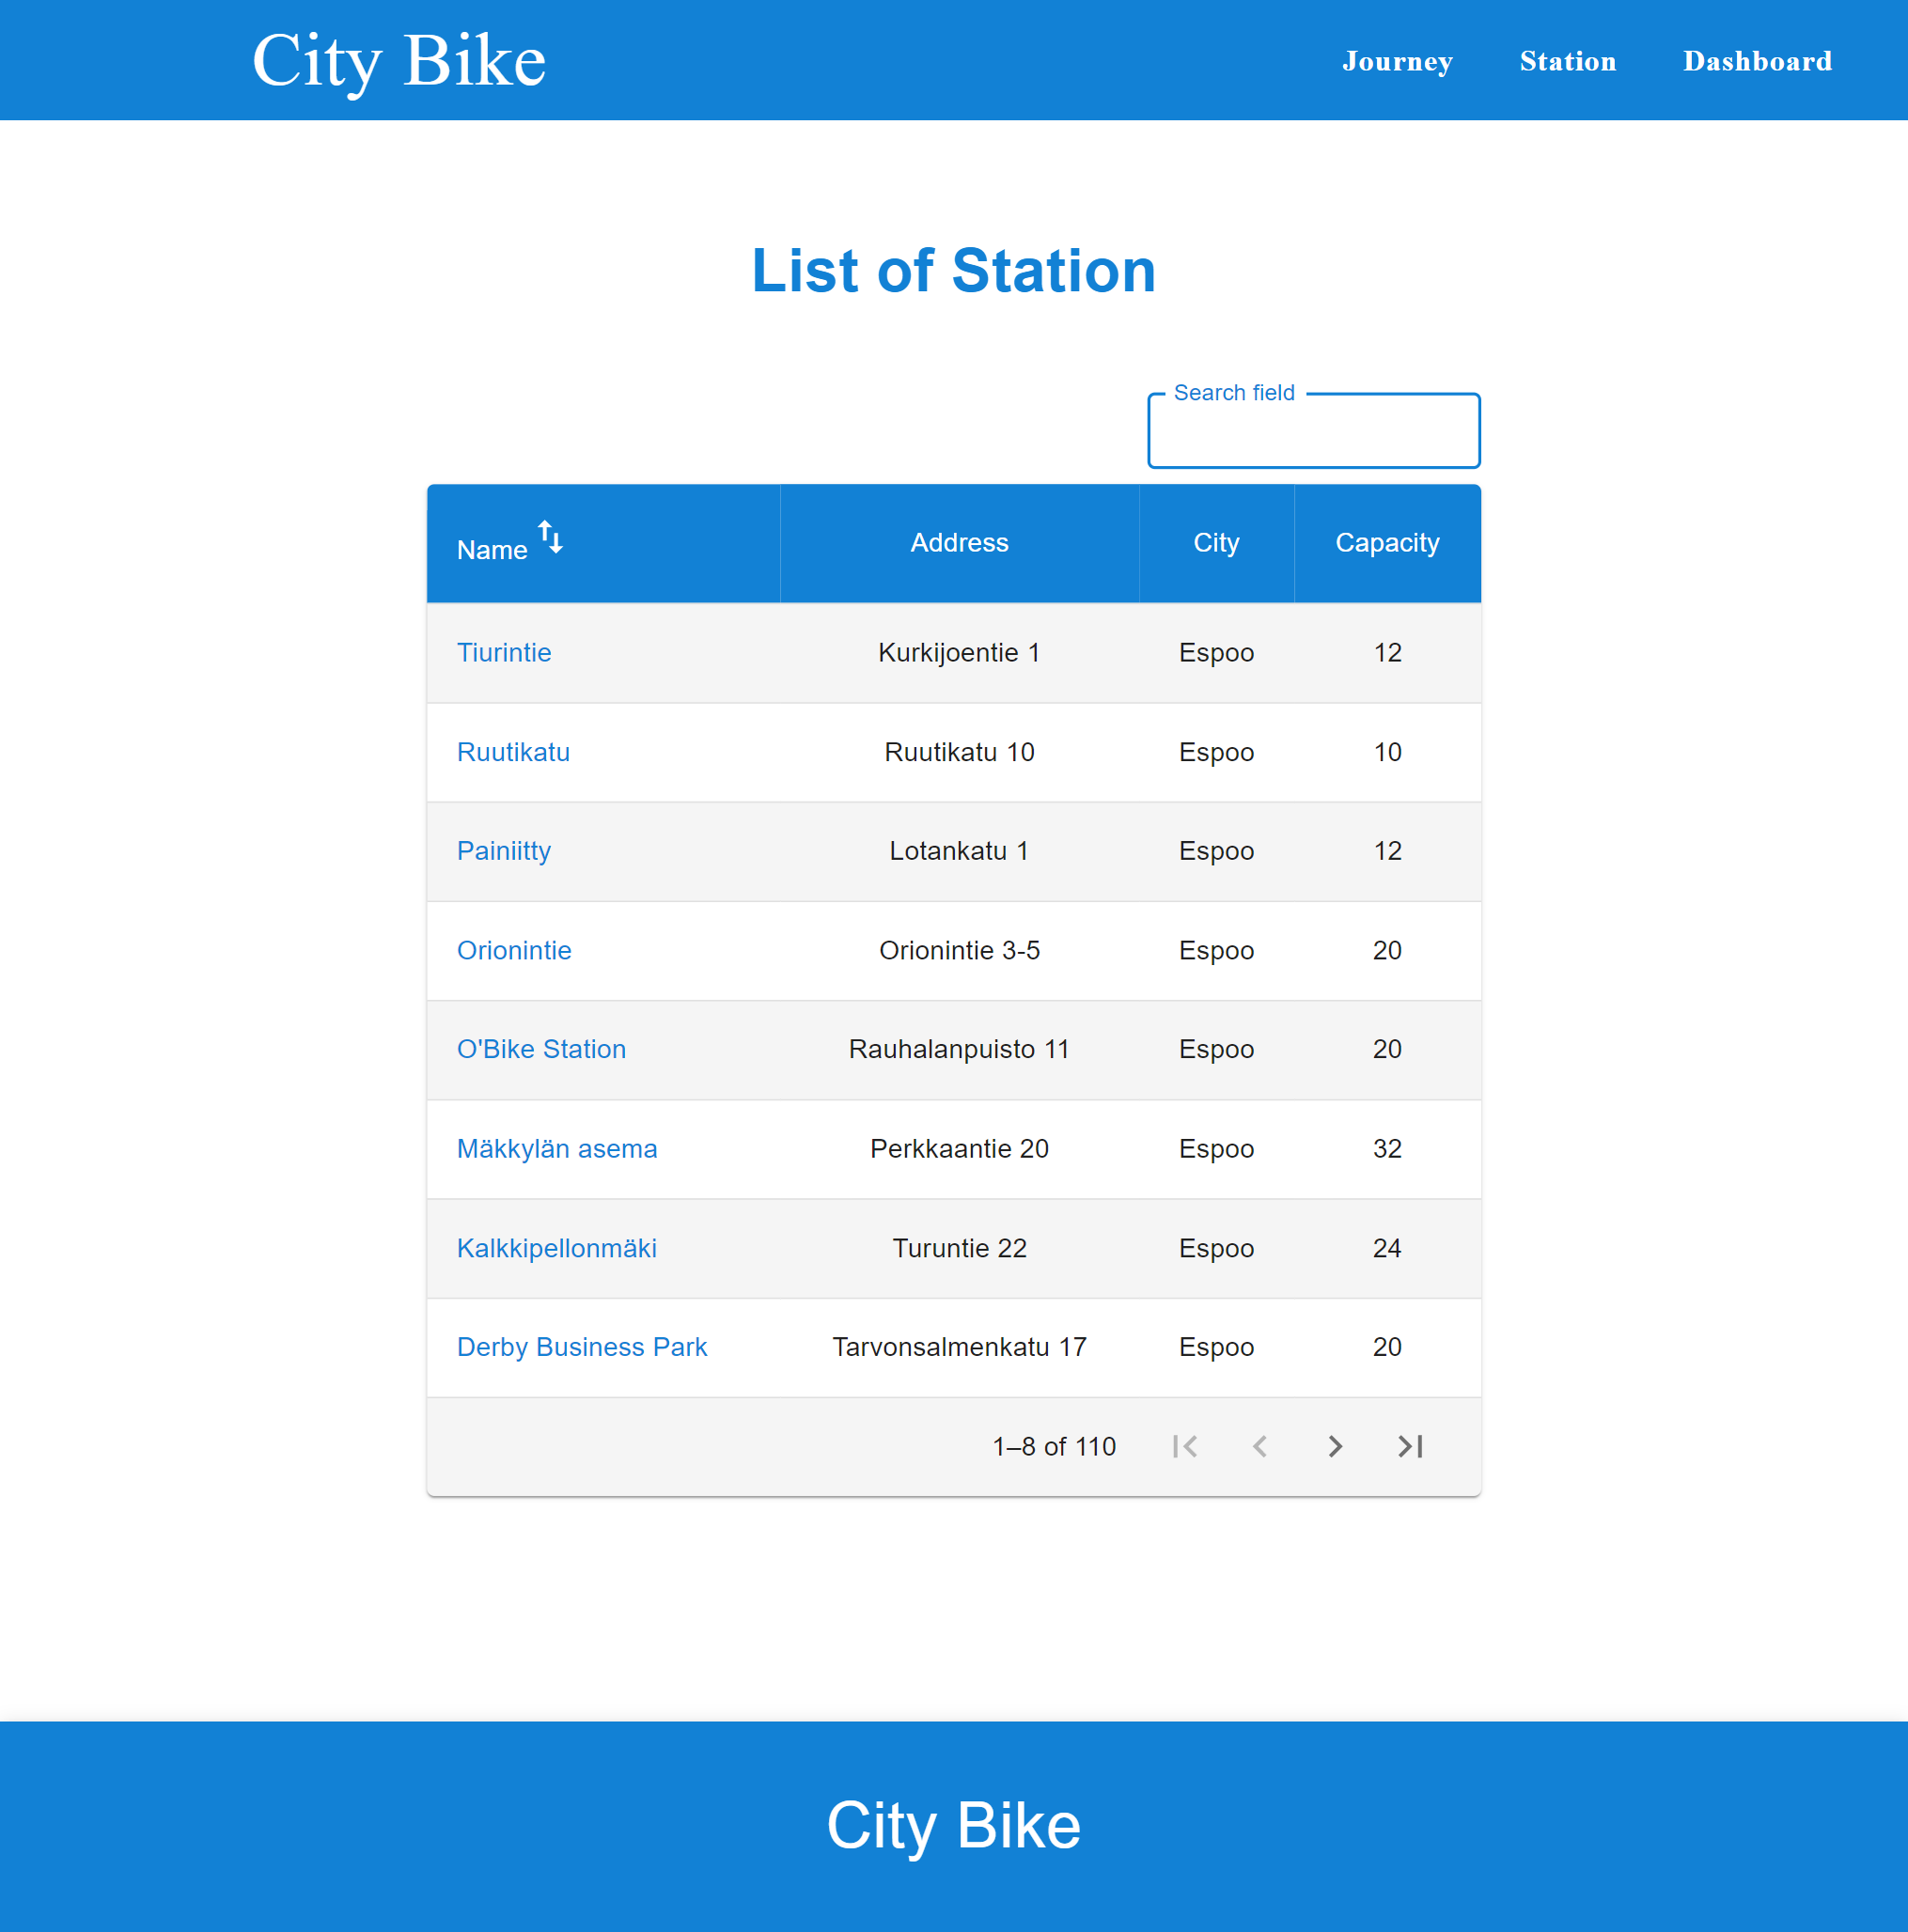 City Bike
Journey Station Dashboard
List of Station
Search field
Name Address City Capacity
Tiurintie Kurkijoentie 1 Espoo 12
Ruutikatu Ruutikatu 10 Espoo 10
Painiitty Lotankatu 1 Espoo 12
Orionintie Orionintie 3-5 Espoo 20
O'Bike Station Rauhalanpuisto 11 Espoo 20
Mäkkylän asema Perkkaantie 20 Espoo 32
Kalkkipellonmäki Turuntie 22 Espoo 24
Derby Business Park Tarvonsalmenkatu 17 Espoo 20
1–8 of 110
City Bike